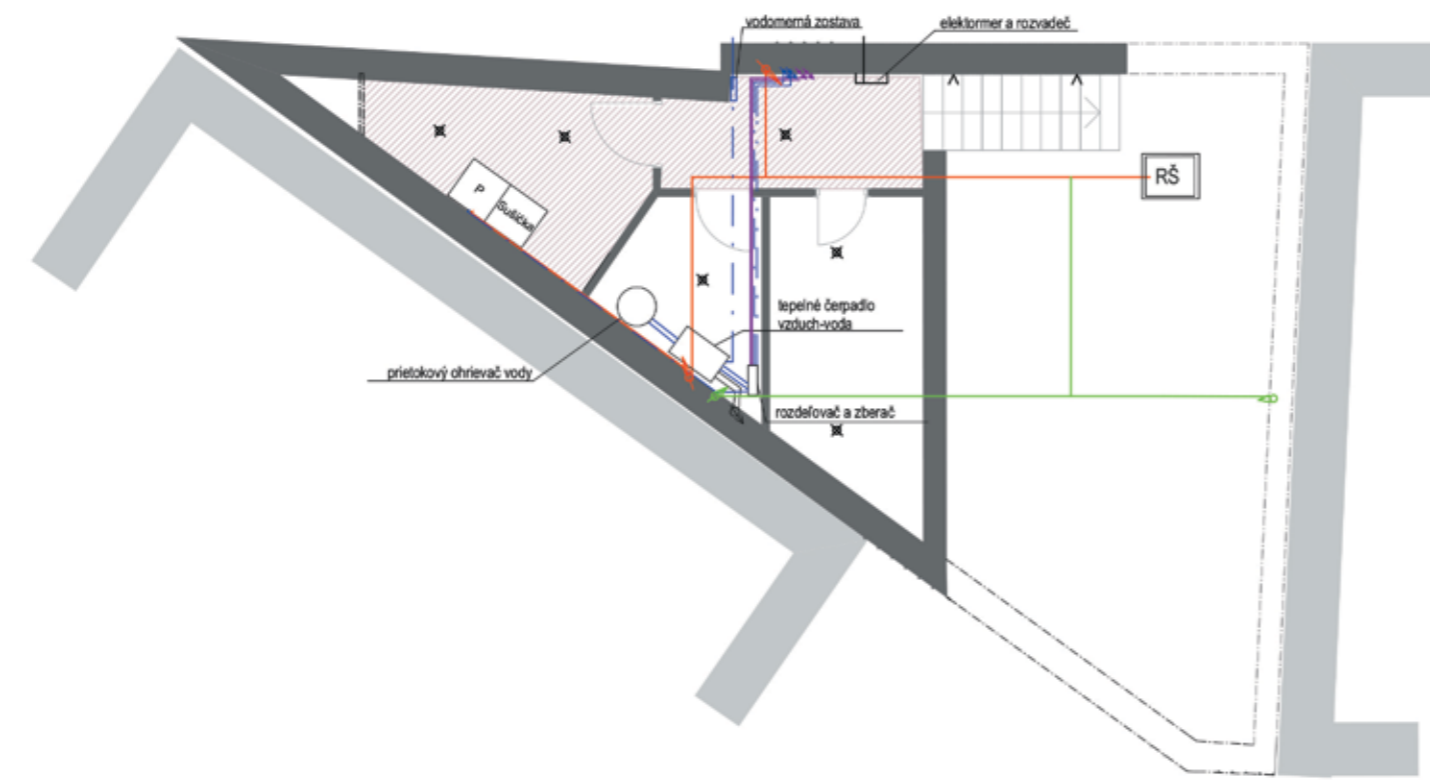 vodomerná zostava
elektormer a rozvadeč
RŠ
P
Sušička
tepelné čerpadlo
vzduch-voda
prietokový ohrievač vody
rozdeľovač a zberač